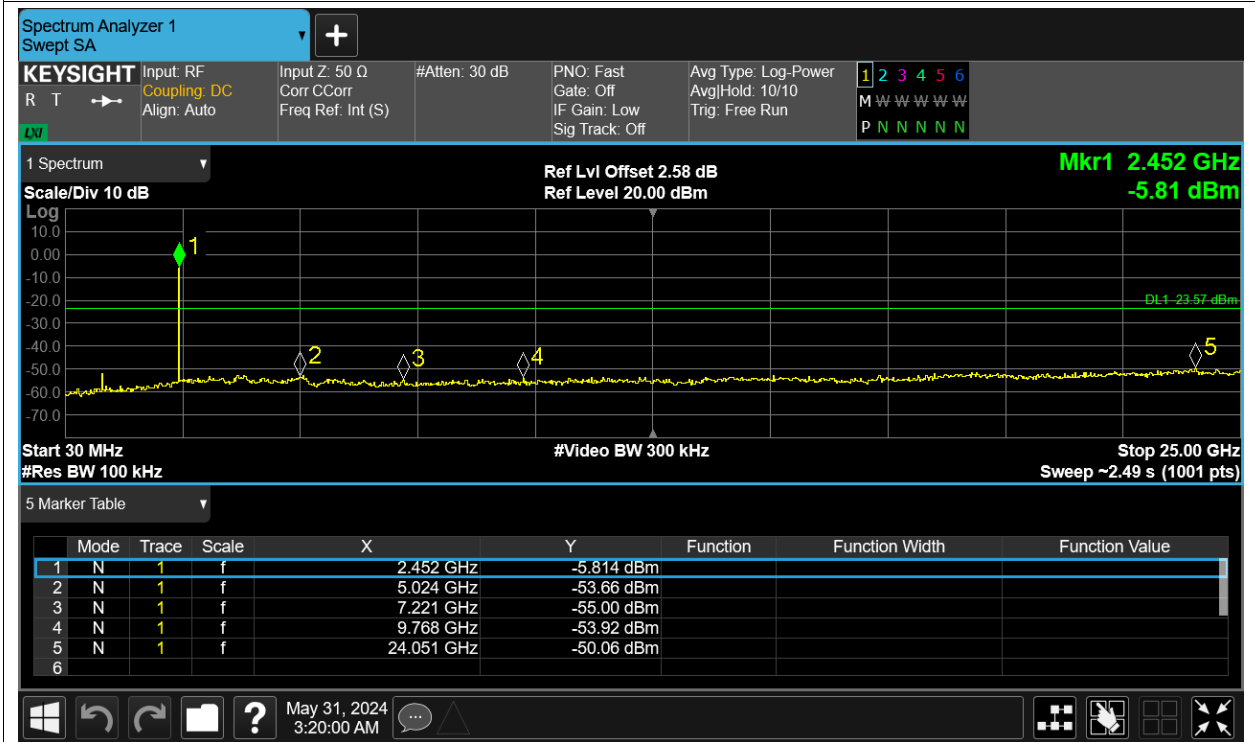 Spectrum Analyzer 1
Swept SA
KEYSIGHT
R T
LXI
Input: RF
Coupling: DC
Align: Auto
Input Z: 50 Ω
Corr CCorr
Freq Ref: Int (S)
#Atten: 30 dB
PNO: Fast
Gate: Off
IF Gain: Low
Sig Track: Off
Avg Type: Log-Power
Avg|Hold: 10/10
Trig: Free Run
1 2 3 4 5 6
M W W W W W
P N N N N N
1 Spectrum
Scale/Div 10 dB
Ref Lvl Offset 2.58 dB
Ref Level 20.00 dBm
Mkr1 2.452 GHz
-5.81 dBm
Log
10.0
0.00
-10.0
-20.0
-30.0
-40.0
-50.0
-60.0
-70.0
1
2
3
4
5
DL1 -23.57 dBm
Start 30 MHz
#Res BW 100 kHz
#Video BW 300 kHz
Stop 25.00 GHz
Sweep ~2.49 s (1001 pts)
5 Marker Table
Mode Trace Scale X Y Function Function Width Function Value
1 N 1 f 2.452 GHz -5.814 dBm
2 N 1 f 5.024 GHz -53.66 dBm
3 N 1 f 7.221 GHz -55.00 dBm
4 N 1 f 9.768 GHz -53.92 dBm
5 N 1 f 24.051 GHz -50.06 dBm
6
?
May 31, 2024
3:20:00 AM